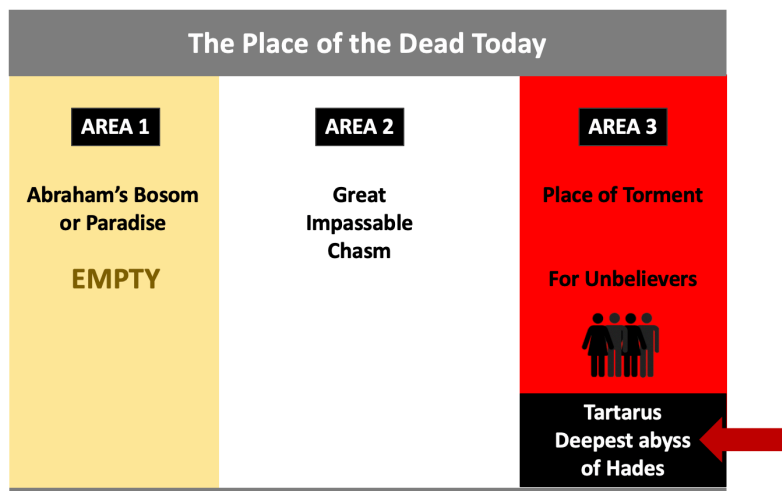 The Place of the Dead Today
AREA 1
Abraham’s Bosom
or Paradise
EMPTY
AREA 2
Great
Impassable
Chasm
AREA 3
Place of Torment
For Unbelievers
Tartarus
Deepest abyss
of Hades